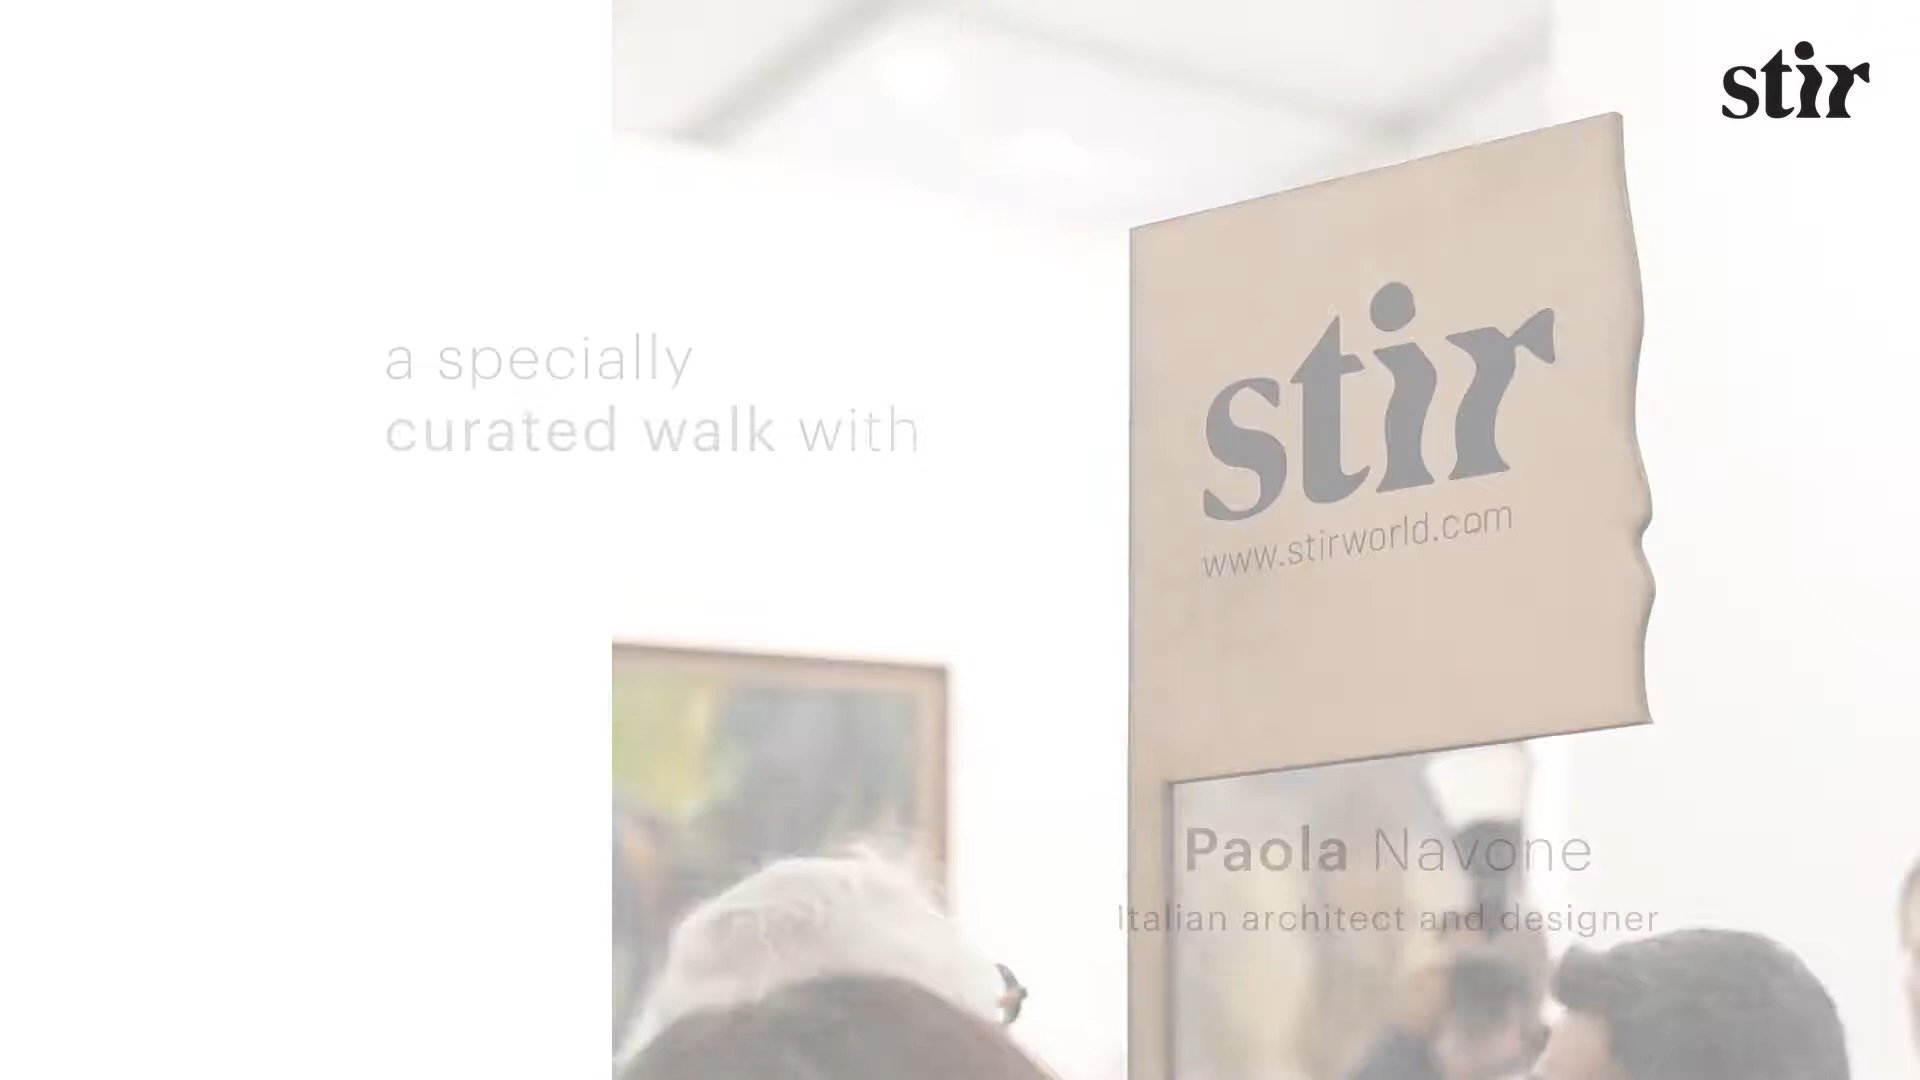 stir
a specially
curated walk with
stir
www.stirworld.com
Paola Navone
Italian architect and designer